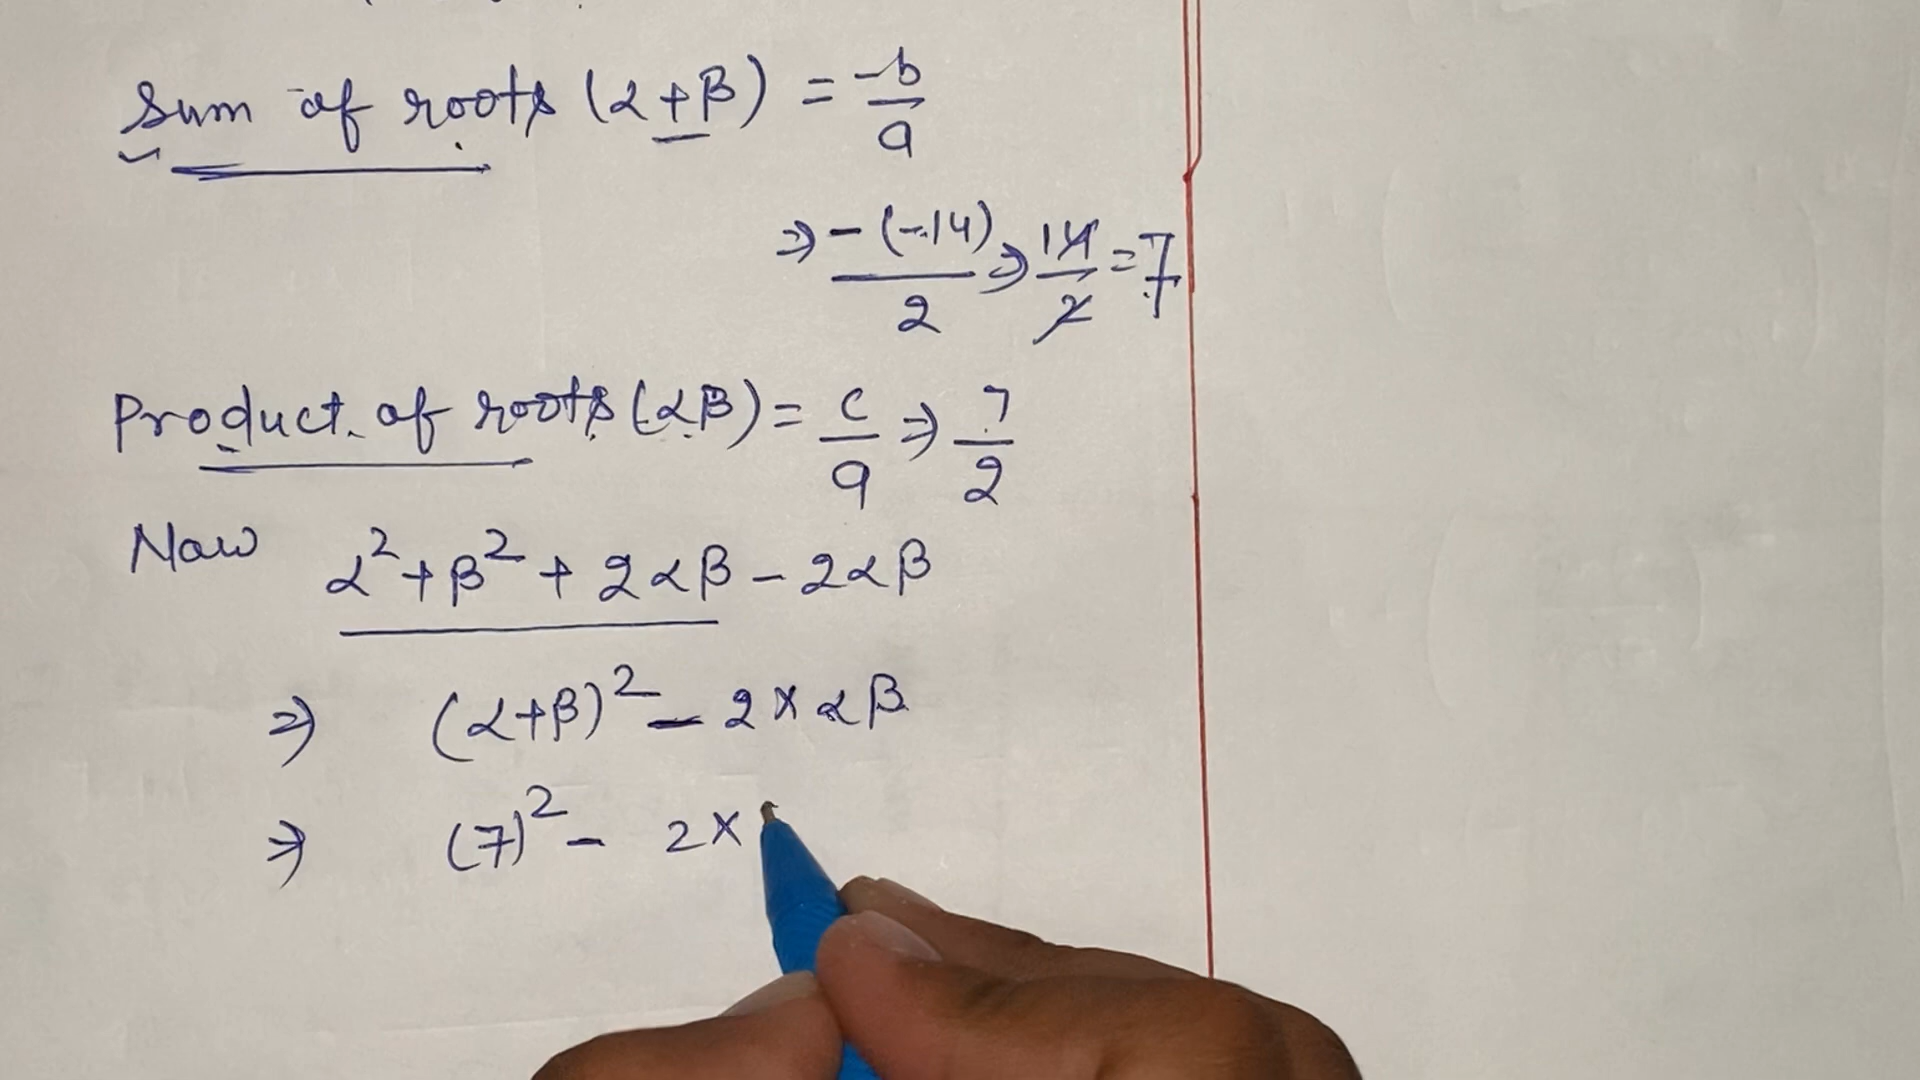 Sum of roots (α+β) = -b/a
⇒ -(-14)/2 ⇒ 14/2 = 7
Product of roots (αβ) = c/a ⇒ 7/2
Now α² + β² + 2αβ - 2αβ
⇒ (α+β)² - 2×αβ
⇒ (7)² - 2×